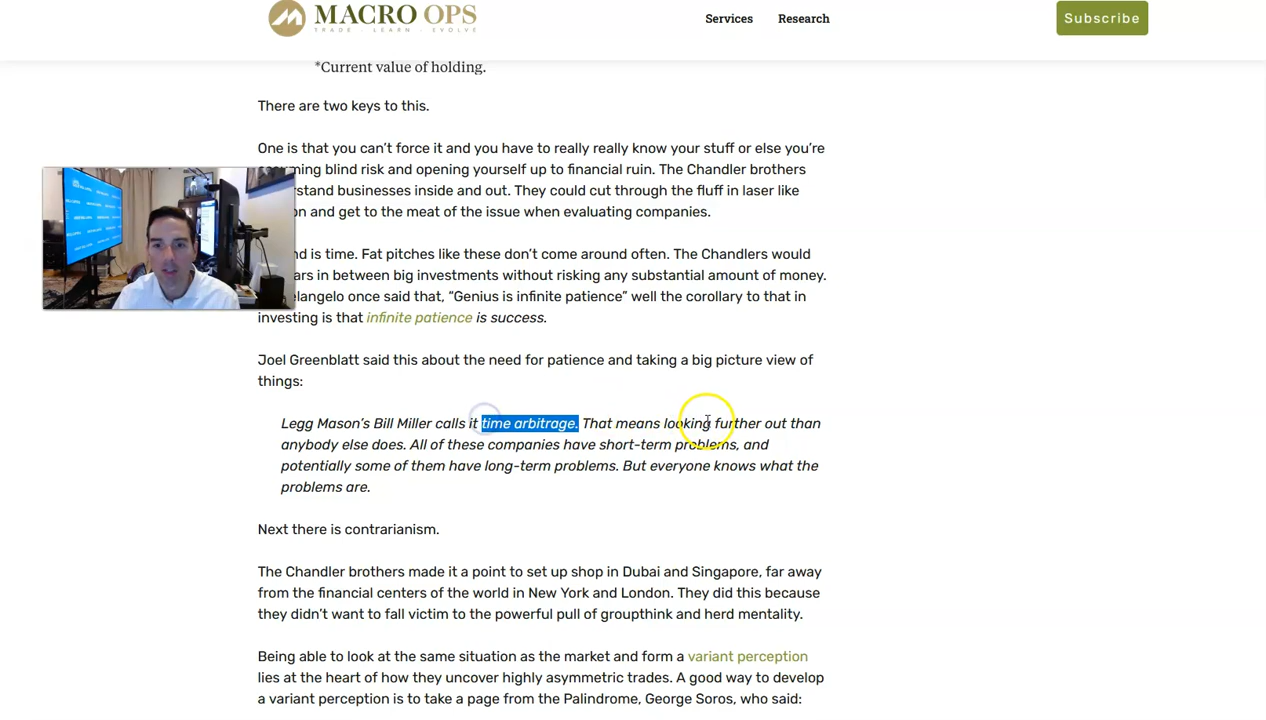 MACRO OPS
TRADE . LEARN . EVOLVE
Services
Research
Subscribe
*Current value of holding.
There are two keys to this.
One is that you can’t force it and you have to really really know your stuff or else you’re
ming blind risk and opening yourself up to financial ruin. The Chandler brothers
rstand businesses inside and out. They could cut through the fluff in laser like
on and get to the meat of the issue when evaluating companies.
nd is time. Fat pitches like these don’t come around often. The Chandlers would
ars in between big investments without risking any substantial amount of money.
elangelo once said that, “Genius is infinite patience” well the corollary to that in
investing is that infinite patience is success.
Joel Greenblatt said this about the need for patience and taking a big picture view of
things:
Legg Mason’s Bill Miller calls it time arbitrage. That means looking further out than
anybody else does. All of these companies have short-term problems, and
potentially some of them have long-term problems. But everyone knows what the
problems are.
Next there is contrarianism.
The Chandler brothers made it a point to set up shop in Dubai and Singapore, far away
from the financial centers of the world in New York and London. They did this because
they didn’t want to fall victim to the powerful pull of groupthink and herd mentality.
Being able to look at the same situation as the market and form a variant perception
lies at the heart of how they uncover highly asymmetric trades. A good way to develop
a variant perception is to take a page from the Palindrome, George Soros, who said: